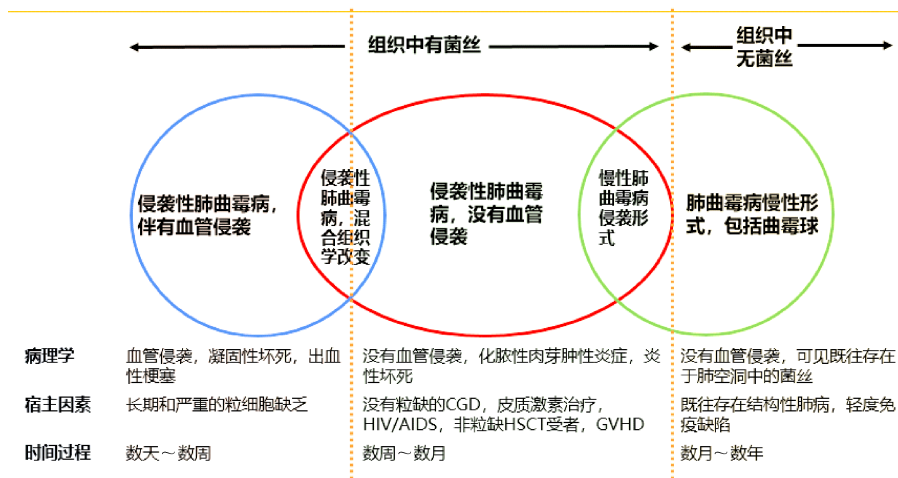 组织中有菌丝
组织中
无菌丝
侵袭性肺曲霉病，
伴有血管侵袭
侵袭性
肺曲霉
病，混
合组织
学改变
侵袭性肺曲霉
病，没有血管
侵袭
慢性肺
曲霉病
侵袭形
式
肺曲霉病慢性形
式，包括曲霉球
病理学
血管侵袭，凝固性坏死，出血
性梗塞
没有血管侵袭，化脓性肉芽肿性炎症，炎
性坏死
没有血管侵袭，可见既往存在
于肺空洞中的菌丝
宿主因素
长期和严重的粒细胞缺乏
没有粒缺的CGD，皮质激素治疗，
HIV/AIDS，非粒缺HSCT受者，GVHD
既往存在结构性肺病，轻度免
疫缺陷
时间过程
数天～数周
数周～数月
数月～数年